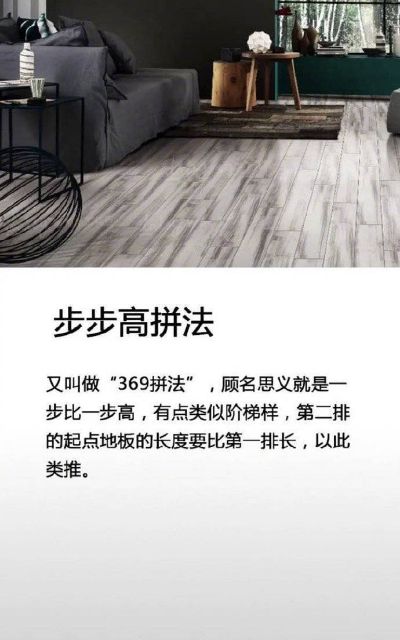 步步高拼法
又叫做“369拼法”，顾名思义就是一
步比一步高，有点类似阶梯样，第二排
的起点地板的长度要比第一排长，以此
类推。